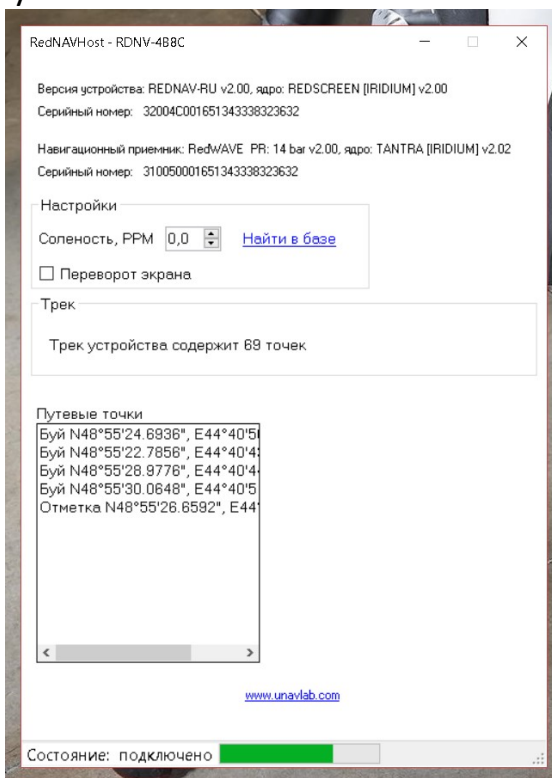 RedNAVHost - RDNV-4B8C
Версия устройства: REDNAV-RU v2.00, ядро: REDSCREEN [IRIDIUM] v2.00
Серийный номер: 32004C001651343338323632
Навигационный приемник: RedWAVE PR: 14 bar v2.00, ядро: TANTRA [IRIDIUM] v2.02
Серийный номер: 310050001651343338323632
Настройки
Соленость, PPM 0,0 Найти в базе
Переворот экрана
Трек
Трек устройства содержит 69 точек
Путевые точки
Буй N48°55'24.6936", E44°40'5
Буй N48°55'22.7856", E44°40'4
Буй N48°55'28.9776", E44°40'4
Буй N48°55'30.0648", E44°40'5
Отметка N48°55'26.6592", E44°
www.unavlab.com
Состояние: подключено